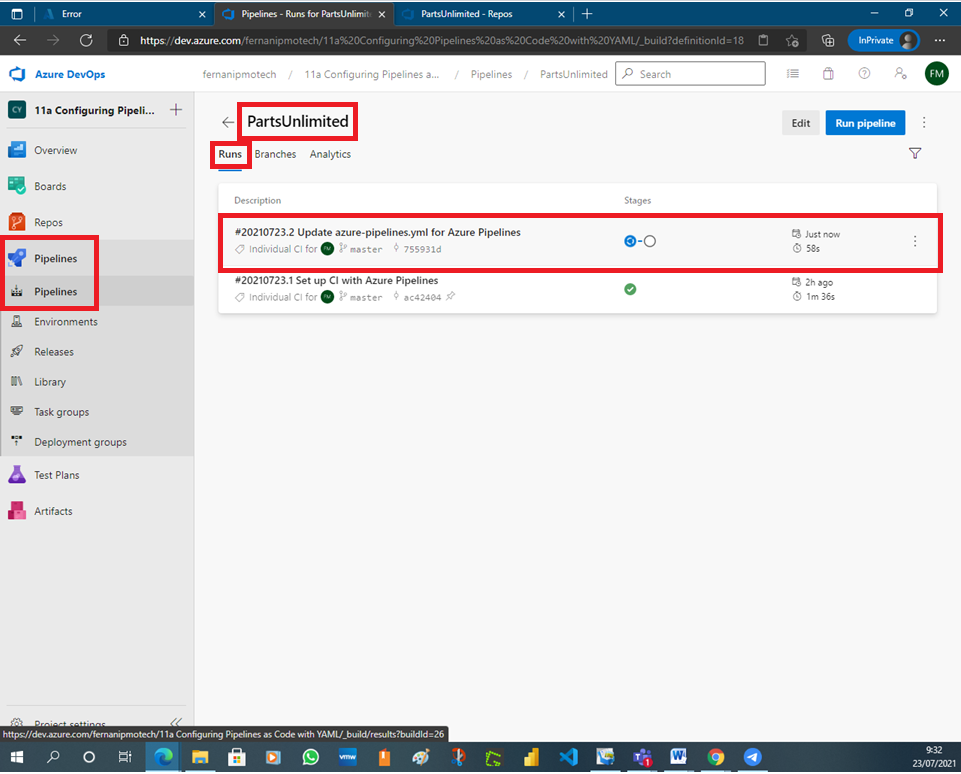 Error
Pipelines - Runs for PartsUnlimit
PartsUnlimited - Repos
https://dev.azure.com/fernanipmotech/11a%20Configuring%20Pipelines%20as%20Code%20with%20YAML/_build?definitionId=18
InPrivate
Azure DevOps
fernanipmotech / 11a Configuring Pipelines a... / Pipelines / PartsUnlimited
Search
FM
CY
11a Configuring Pipeli...
Overview
Boards
Repos
Pipelines
Pipelines
Environments
Releases
Library
Task groups
Deployment groups
Test Plans
Artifacts
Project settings
PartsUnlimited
Edit
Run pipeline
Runs Branches Analytics
Description Stages
#20210723.2 Update azure-pipelines.yml for Azure Pipelines
Individual CI for FM master 755931d
Just now
58s
#20210723.1 Set up CI with Azure Pipelines
Individual CI for FM master ac42404
2h ago
1m 36s
https://dev.azure.com/fernanipmotech/11a Configuring Pipelines as Code with YAML/_build/results?buildId=26
vmw
1
9:32
23/07/2021